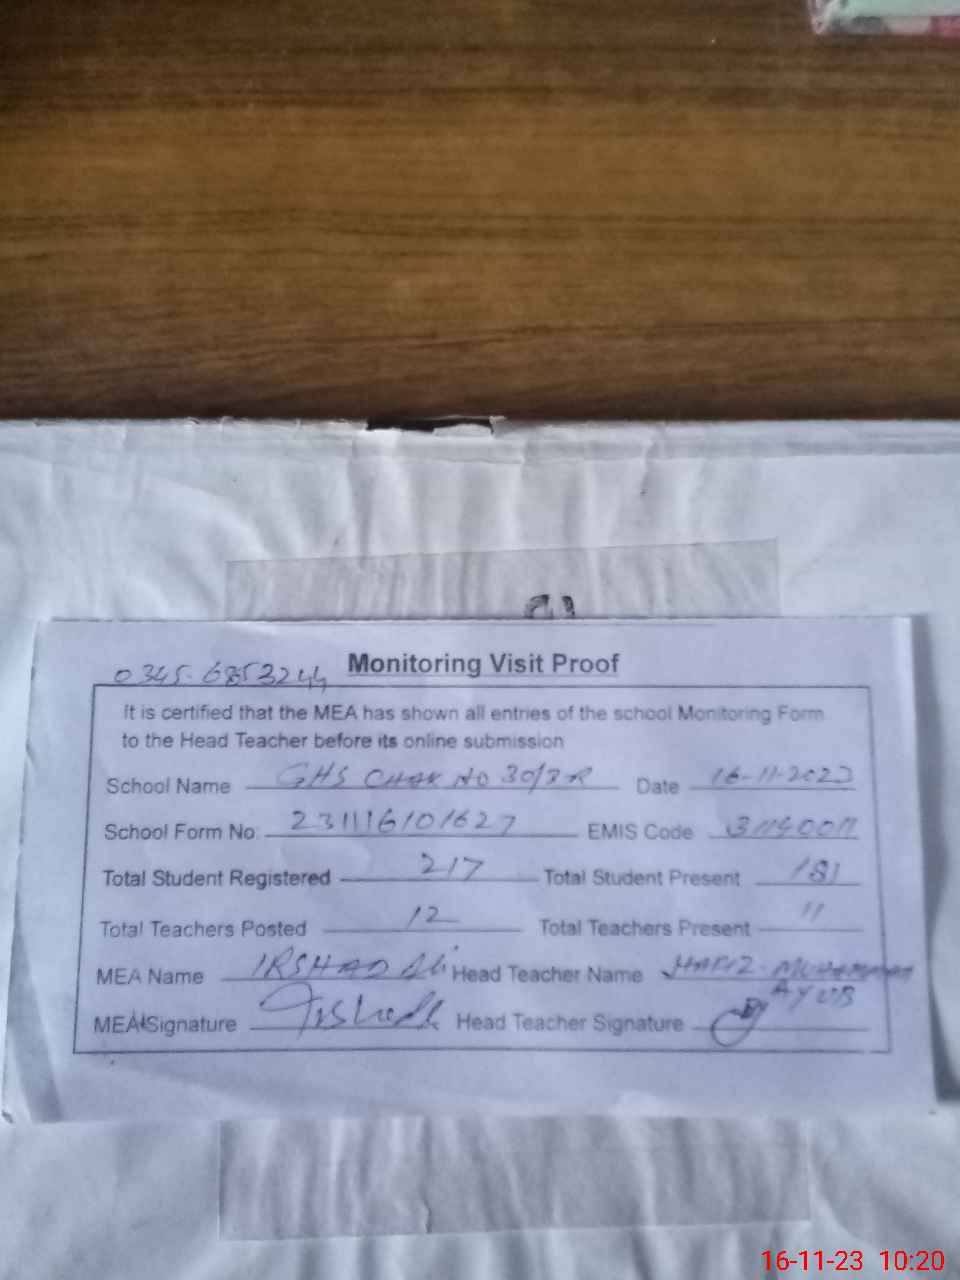 0345-6853244
Monitoring Visit Proof
It is certified that the MEA has shown all entries of the school Monitoring Form
to the Head Teacher before its online submission
School Name GHS CHAK NO 30/3R Date 16-11-2023
School Form No: 231116101627 EMIS Code
Total Student Registered 217 Total Student Present 181
Total Teachers Posted 12 Total Teachers Present 11
MEA Name IRSHAD Ali Head Teacher Name HAFIZ MUHAMMAD AYUB
MEA Signature Irshad Head Teacher Signature
16-11-23 10:20